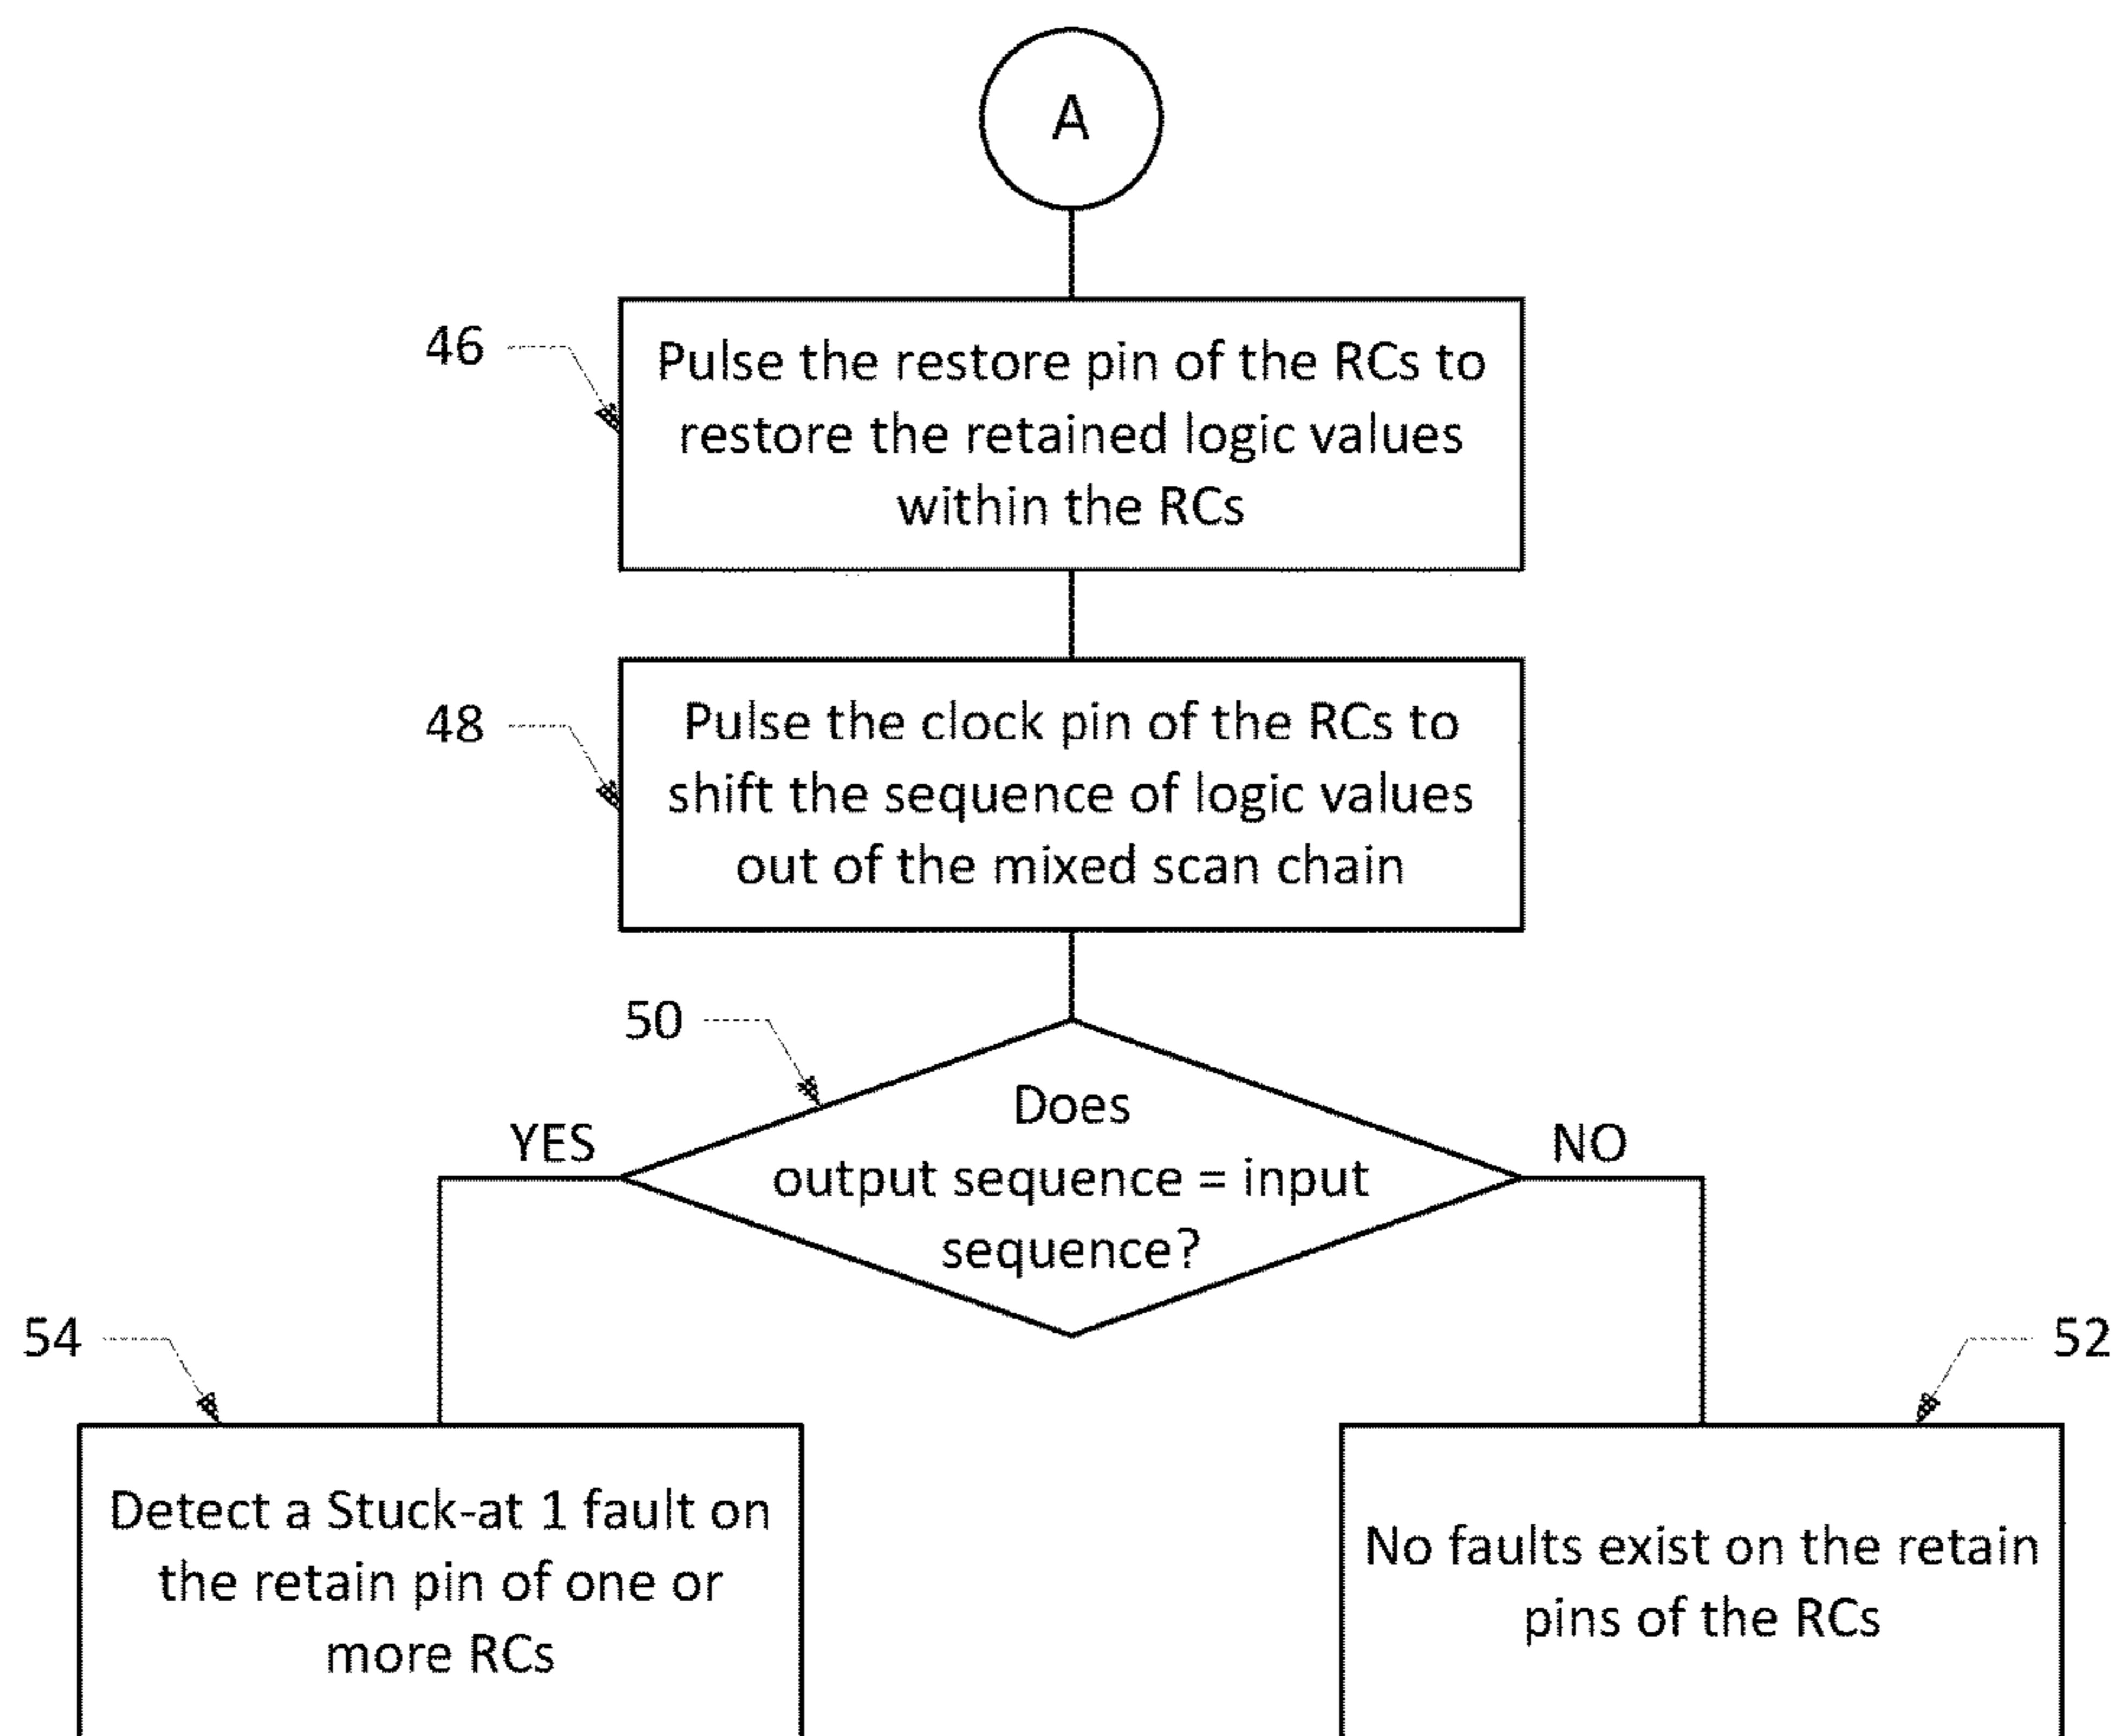 A
46
Pulse the restore pin of the RCs to
restore the retained logic values
within the RCs
48
Pulse the clock pin of the RCs to
shift the sequence of logic values
out of the mixed scan chain
50
Does
output sequence = input
sequence?
YES
NO
54
52
Detect a Stuck-at 1 fault on
the retain pin of one or
more RCs
No faults exist on the retain
pins of the RCs